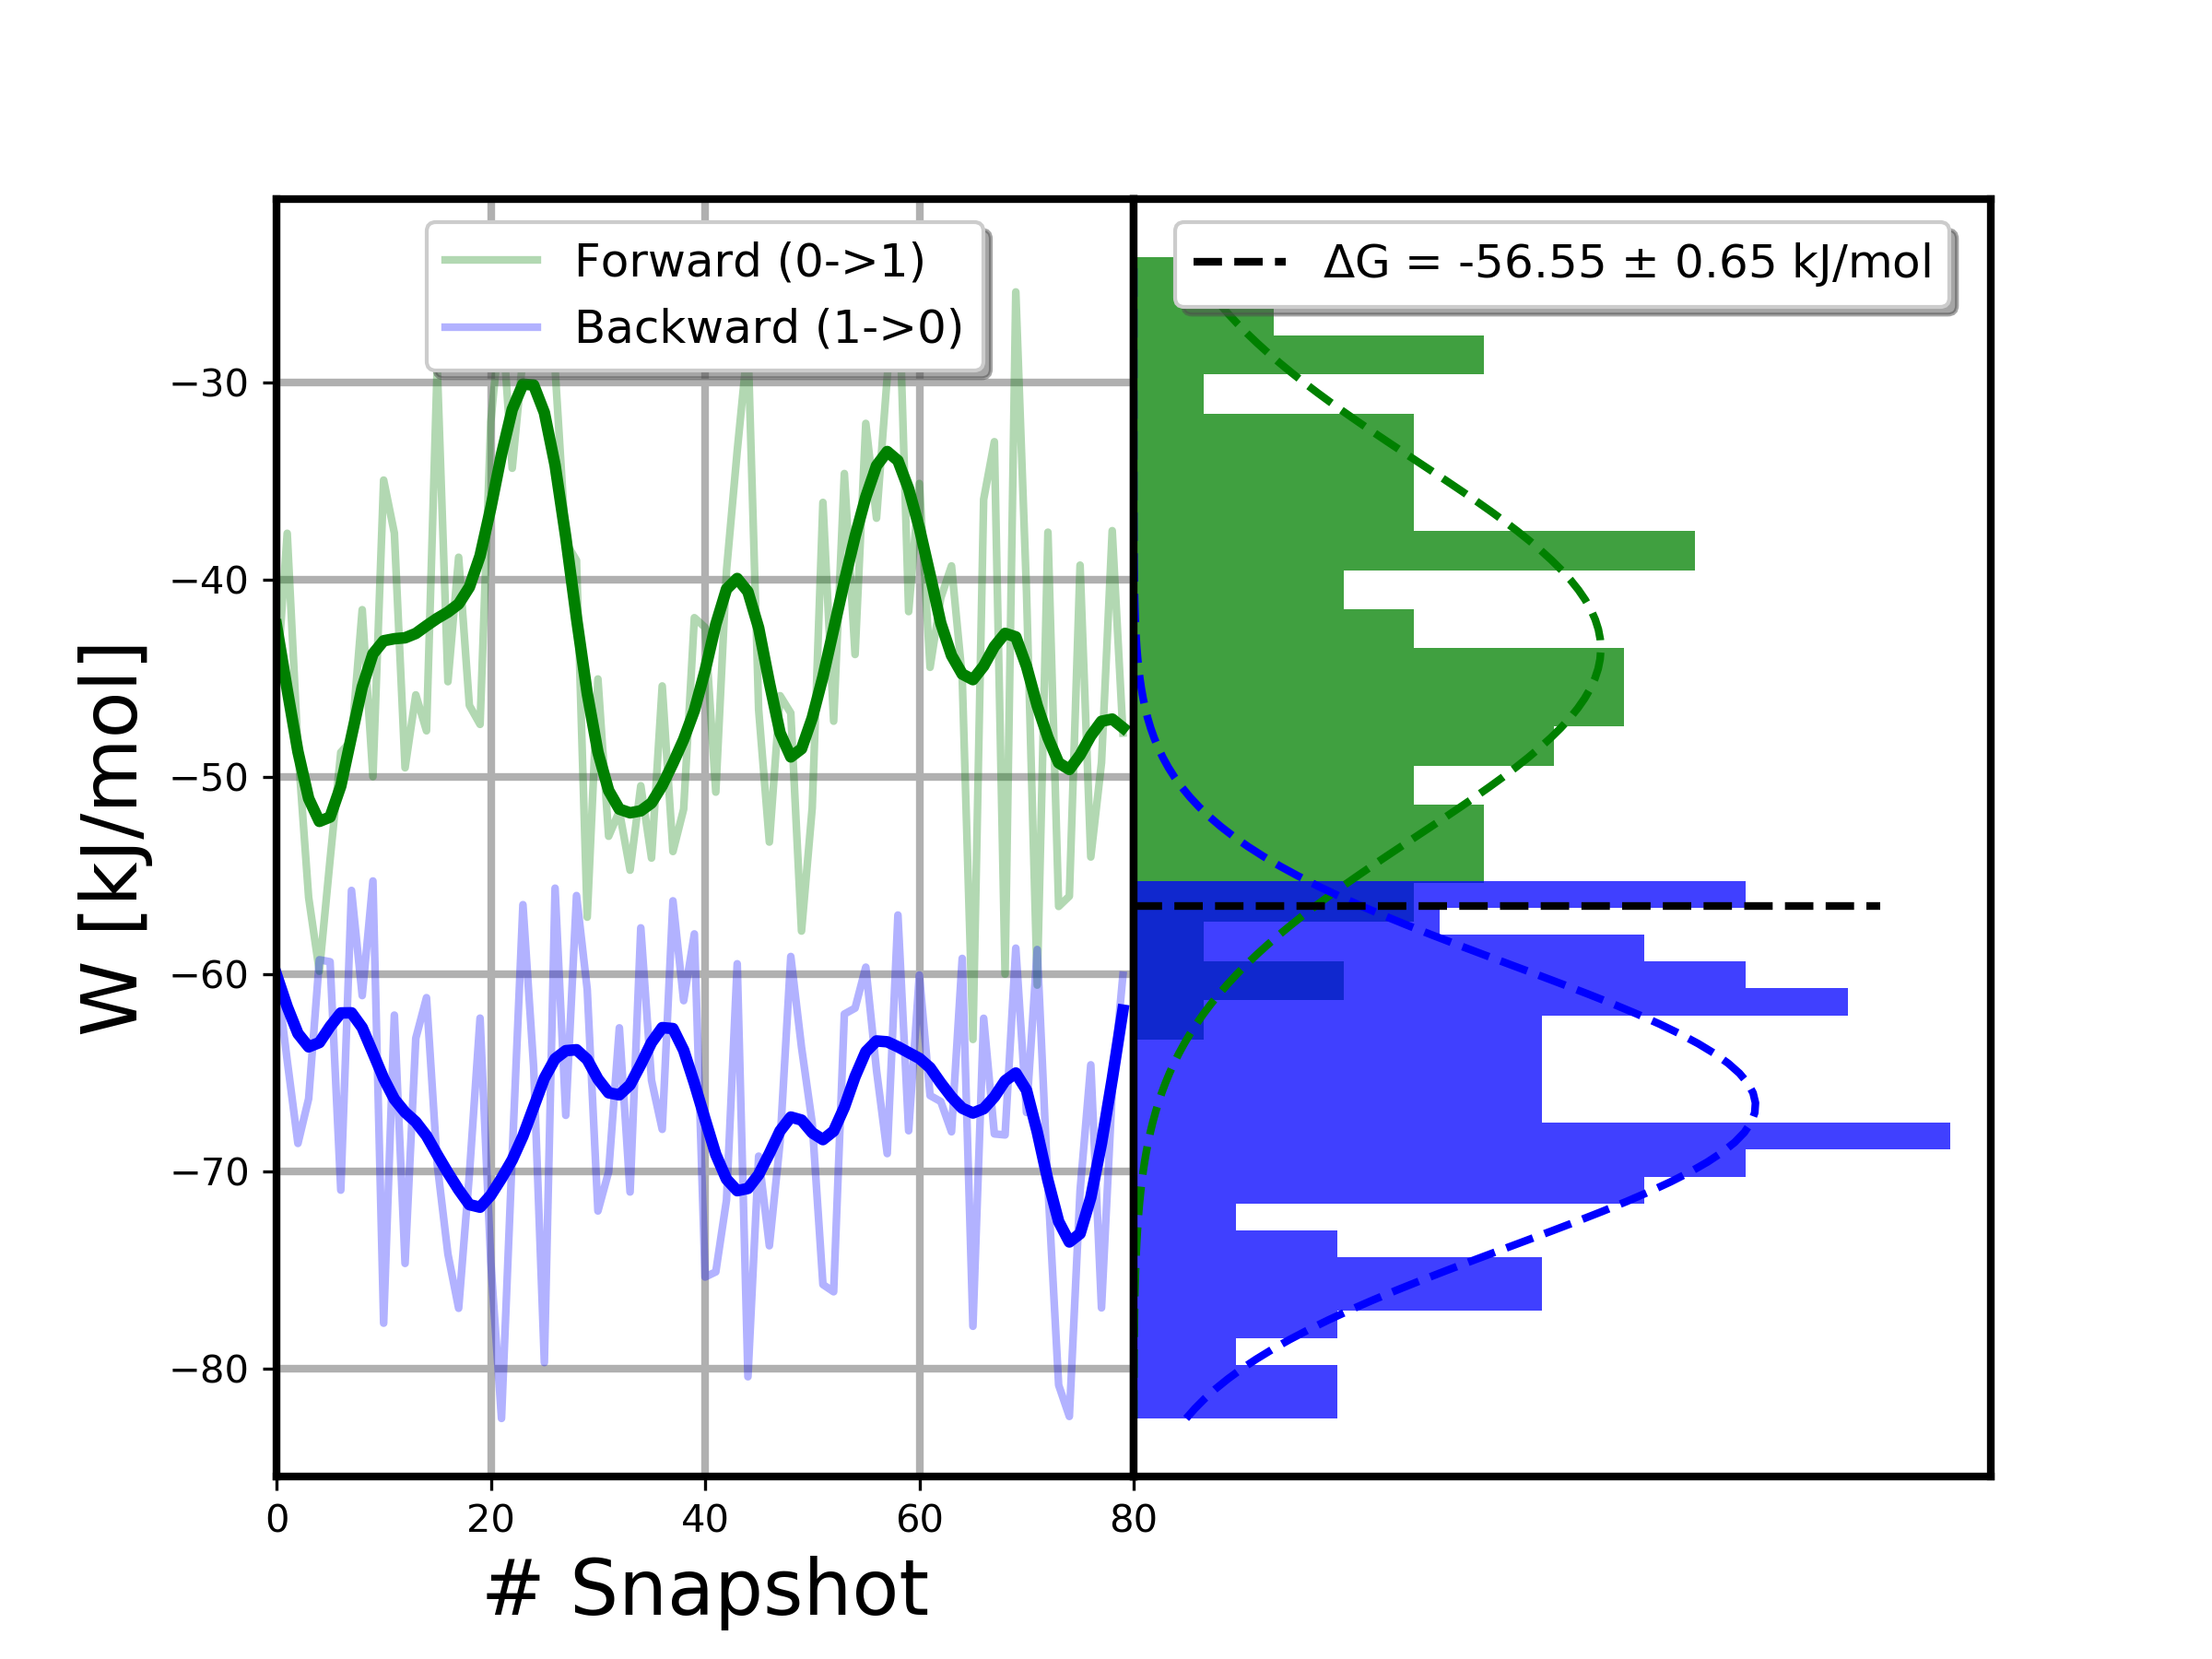 Forward (0->1)
Backward (1->0)
ΔG = -56.55 ± 0.65 kJ/mol
W [kJ/mol]
−30
−40
−50
−60
−70
−80
0 20 40 60 80
# Snapshot